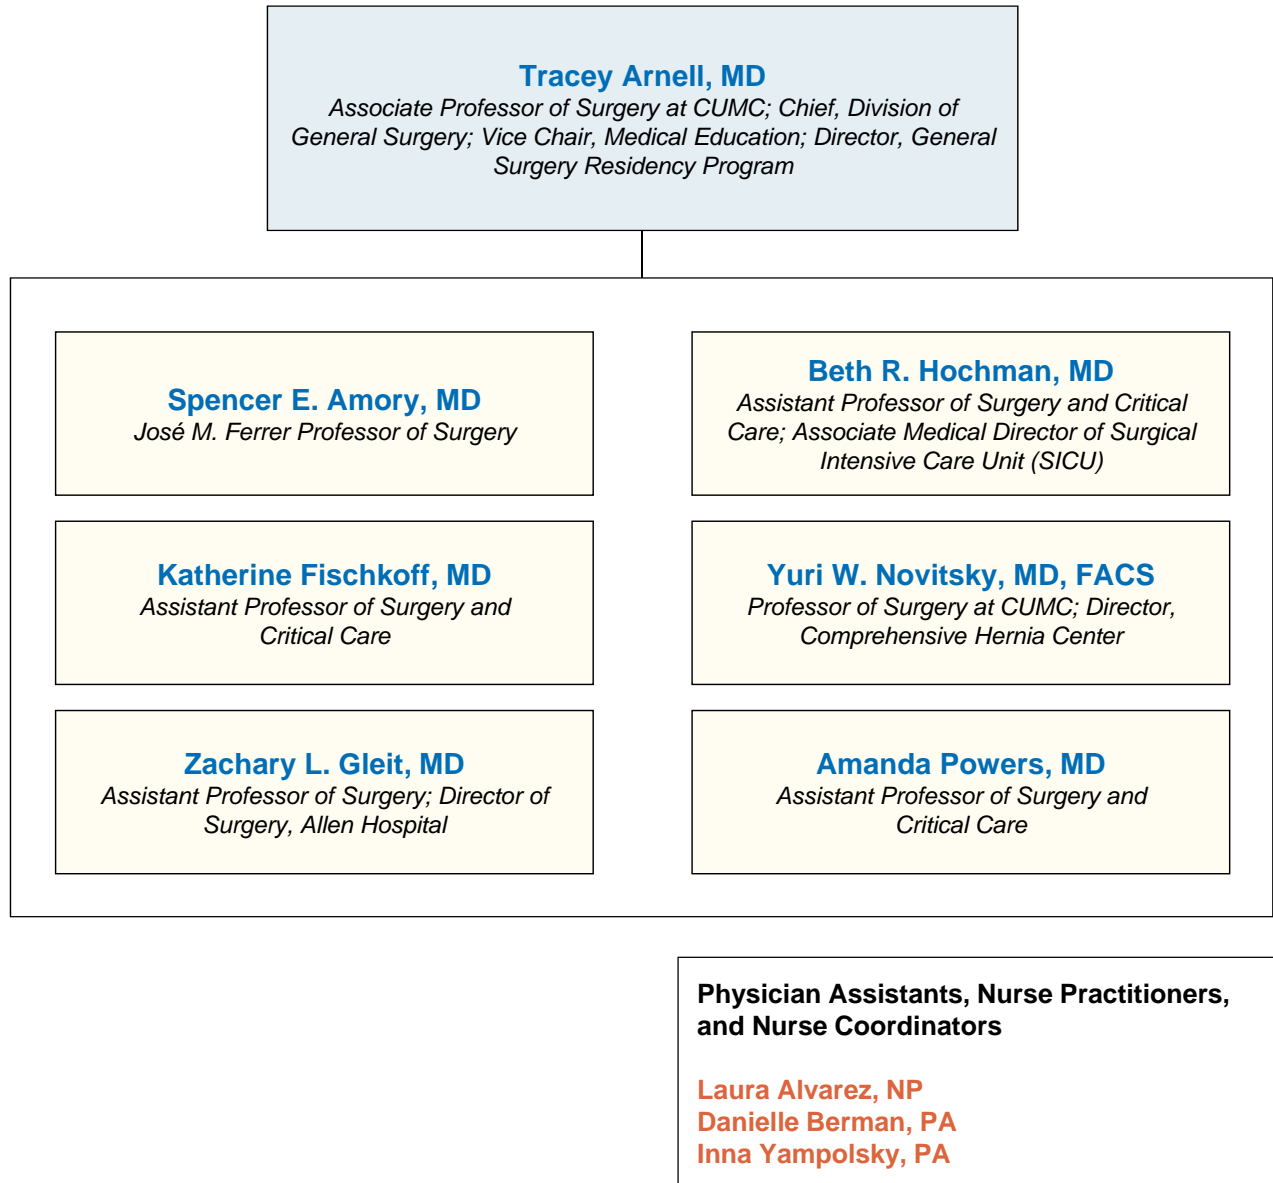 Tracey Arnell, MD
Associate Professor of Surgery at CUMC; Chief, Division of
General Surgery; Vice Chair, Medical Education; Director, General
Surgery Residency Program
Spencer E. Amory, MD
José M. Ferrer Professor of Surgery
Beth R. Hochman, MD
Assistant Professor of Surgery and Critical
Care; Associate Medical Director of Surgical
Intensive Care Unit (SICU)
Katherine Fischkoff, MD
Assistant Professor of Surgery and
Critical Care
Yuri W. Novitsky, MD, FACS
Professor of Surgery at CUMC; Director,
Comprehensive Hernia Center
Zachary L. Gleit, MD
Assistant Professor of Surgery; Director of
Surgery, Allen Hospital
Amanda Powers, MD
Assistant Professor of Surgery and
Critical Care
Physician Assistants, Nurse Practitioners,
and Nurse Coordinators
Laura Alvarez, NP
Danielle Berman, PA
Inna Yampolsky, PA